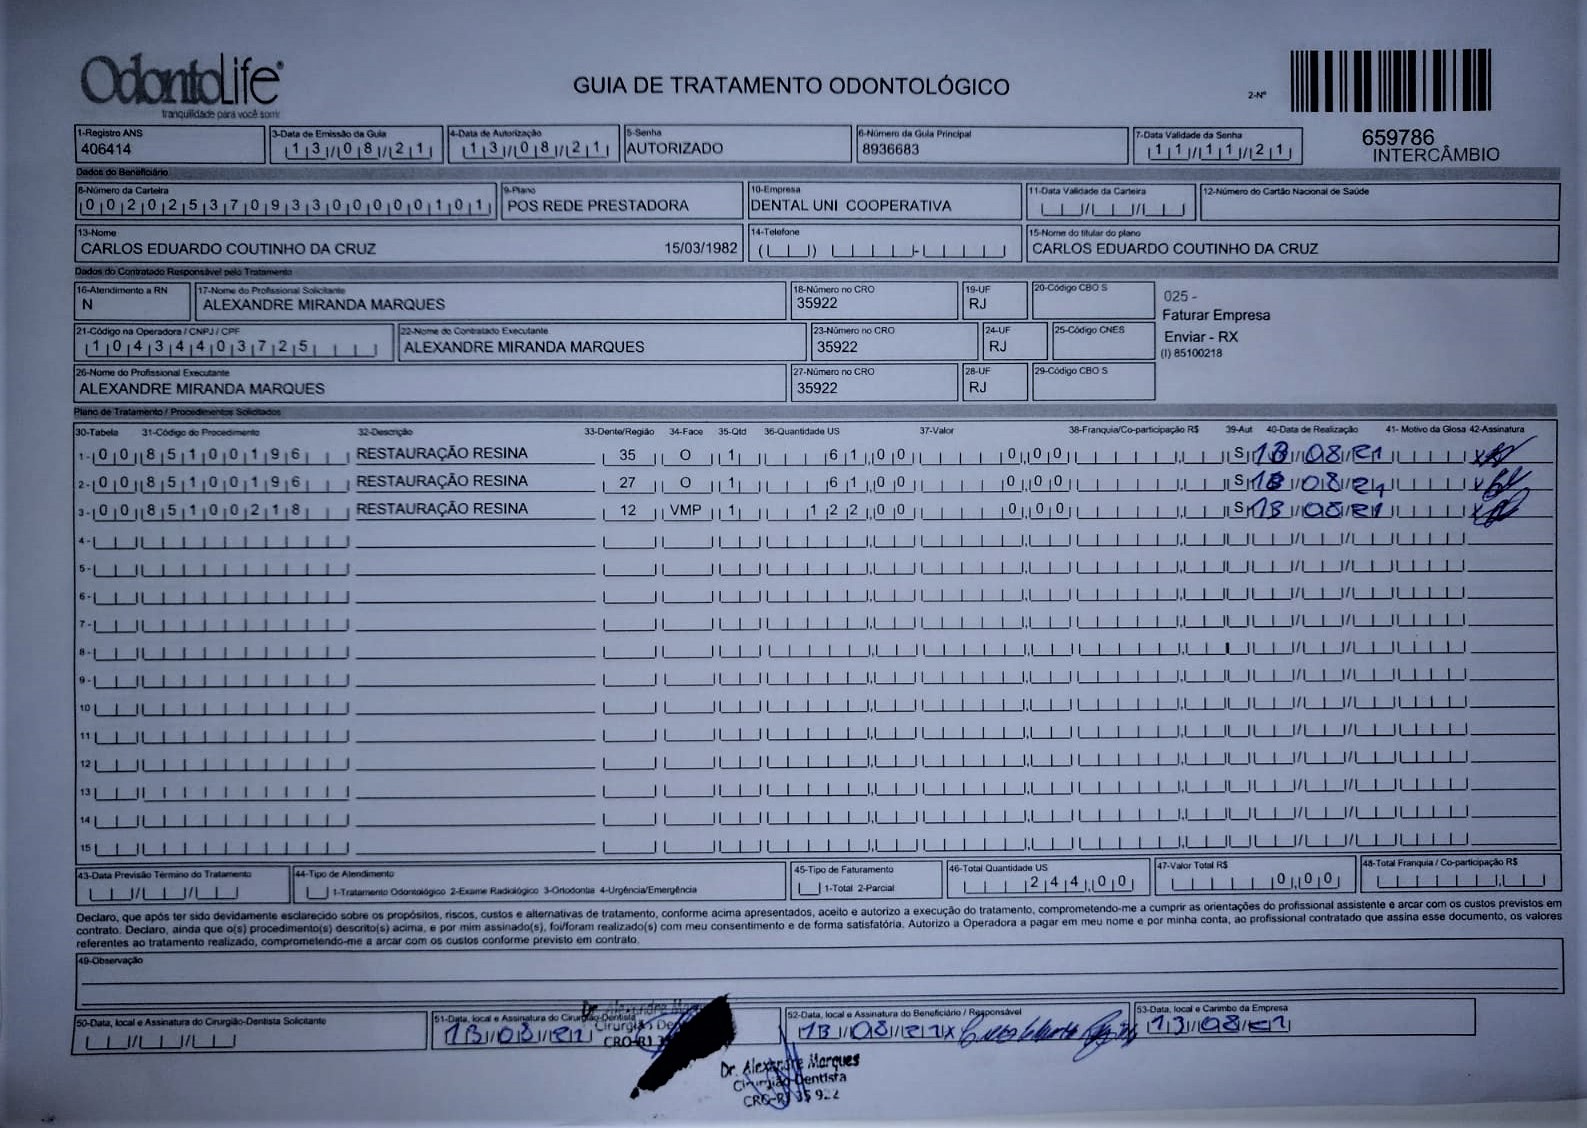 OdontoLife
tranquilidade para você sorrir
GUIA DE TRATAMENTO ODONTOLÓGICO
2-Nº
659786
INTERCÂMBIO
1-Registro ANS
406414
3-Data de Emissão da Guia
13/08/21
4-Data de Autorização
13/08/21
5-Senha
AUTORIZADO
6-Número da Guia Principal
8936683
7-Data Validade da Senha
11/11/21
Dados do Beneficiário
8-Número da Carteira
00202537093300000101
9-Plano
POS REDE PRESTADORA
10-Empresa
DENTAL UNI COOPERATIVA
11-Data Validade da Carteira
12-Número do Cartão Nacional de Saúde
13-Nome
CARLOS EDUARDO COUTINHO DA CRUZ 15/03/1982
14-Telefone
15-Nome do titular do plano
CARLOS EDUARDO COUTINHO DA CRUZ
Dados do Contratado Responsável pelo Tratamento
16-Atendimento a RN
N
17-Nome do Profissional Solicitante
ALEXANDRE MIRANDA MARQUES
18-Número no CRO
35922
19-UF
RJ
20-Código CBO S
025 -
Faturar Empresa
Enviar - RX
(I) 85100218
21-Código na Operadora / CNPJ / CPF
10434403725
22-Nome do Contratado Executante
ALEXANDRE MIRANDA MARQUES
23-Número no CRO
35922
24-UF
RJ
25-Código CNES
26-Nome do Profissional Executante
ALEXANDRE MIRANDA MARQUES
27-Número no CRO
35922
28-UF
RJ
29-Código CBO S
Plano de Tratamento / Procedimentos Solicitados
30-Tabela 31-Código do Procedimento 32-Descrição 33-Dente/Região 34-Face 35-Qtd 36-Quantidade US 37-Valor 38-Franquia/Co-participação R$ 39-Aut 40-Data de Realização 41- Motivo da Glosa 42-Assinatura
1- 00 85100196 RESTAURAÇÃO RESINA 35 O 1 61,00 0,00 S 13/08/21
2- 00 85100196 RESTAURAÇÃO RESINA 27 O 1 61,00 0,00 S 13/08/21
3- 00 85100218 RESTAURAÇÃO RESINA 12 VMP 1 122,00 0,00 S 13/08/21
4-
5-
6-
7-
8-
9-
10
11
12
13
14
15
43-Data Previsão Término do Tratamento
44-Tipo de Atendimento
1-Tratamento Odontológico 2-Exame Radiológico 3-Ortodontia 4-Urgência/Emergência
45-Tipo de Faturamento
1-Total 2-Parcial
46-Total Quantidade US
244,00
47-Valor Total R$
0,00
48-Total Franquia / Co-participação R$
Declaro, que após ter sido devidamente esclarecido sobre os propósitos, riscos, custos e alternativas de tratamento, conforme acima apresentados, aceito e autorizo a execução do tratamento, comprometendo-me a cumprir as orientações do profissional assistente e arcar com os custos previstos em
contrato. Declaro, ainda que o(s) procedimento(s) descrito(s) acima, e por mim assinado(s), foi/foram realizado(s) com meu consentimento e de forma satisfatória. Autorizo a Operadora a pagar em meu nome e por minha conta, ao profissional contratado que assina esse documento, os valores
referentes ao tratamento realizado, comprometendo-me a arcar com os custos conforme previsto em contrato.
49-Observação
50-Data, local e Assinatura do Cirurgião-Dentista Solicitante
51-Data, local e Assinatura do Cirurgião-Dentista
13/08/21
Dr. Alexandre
Cirurgião
CRO-RJ
52-Data, local e Assinatura do Beneficiário / Responsável
13/08/21
53-Data, local e Carimbo da Empresa
13/08/21
Dr. Alexandre Marques
Cirurgião-Dentista
CRO-RJ 35922